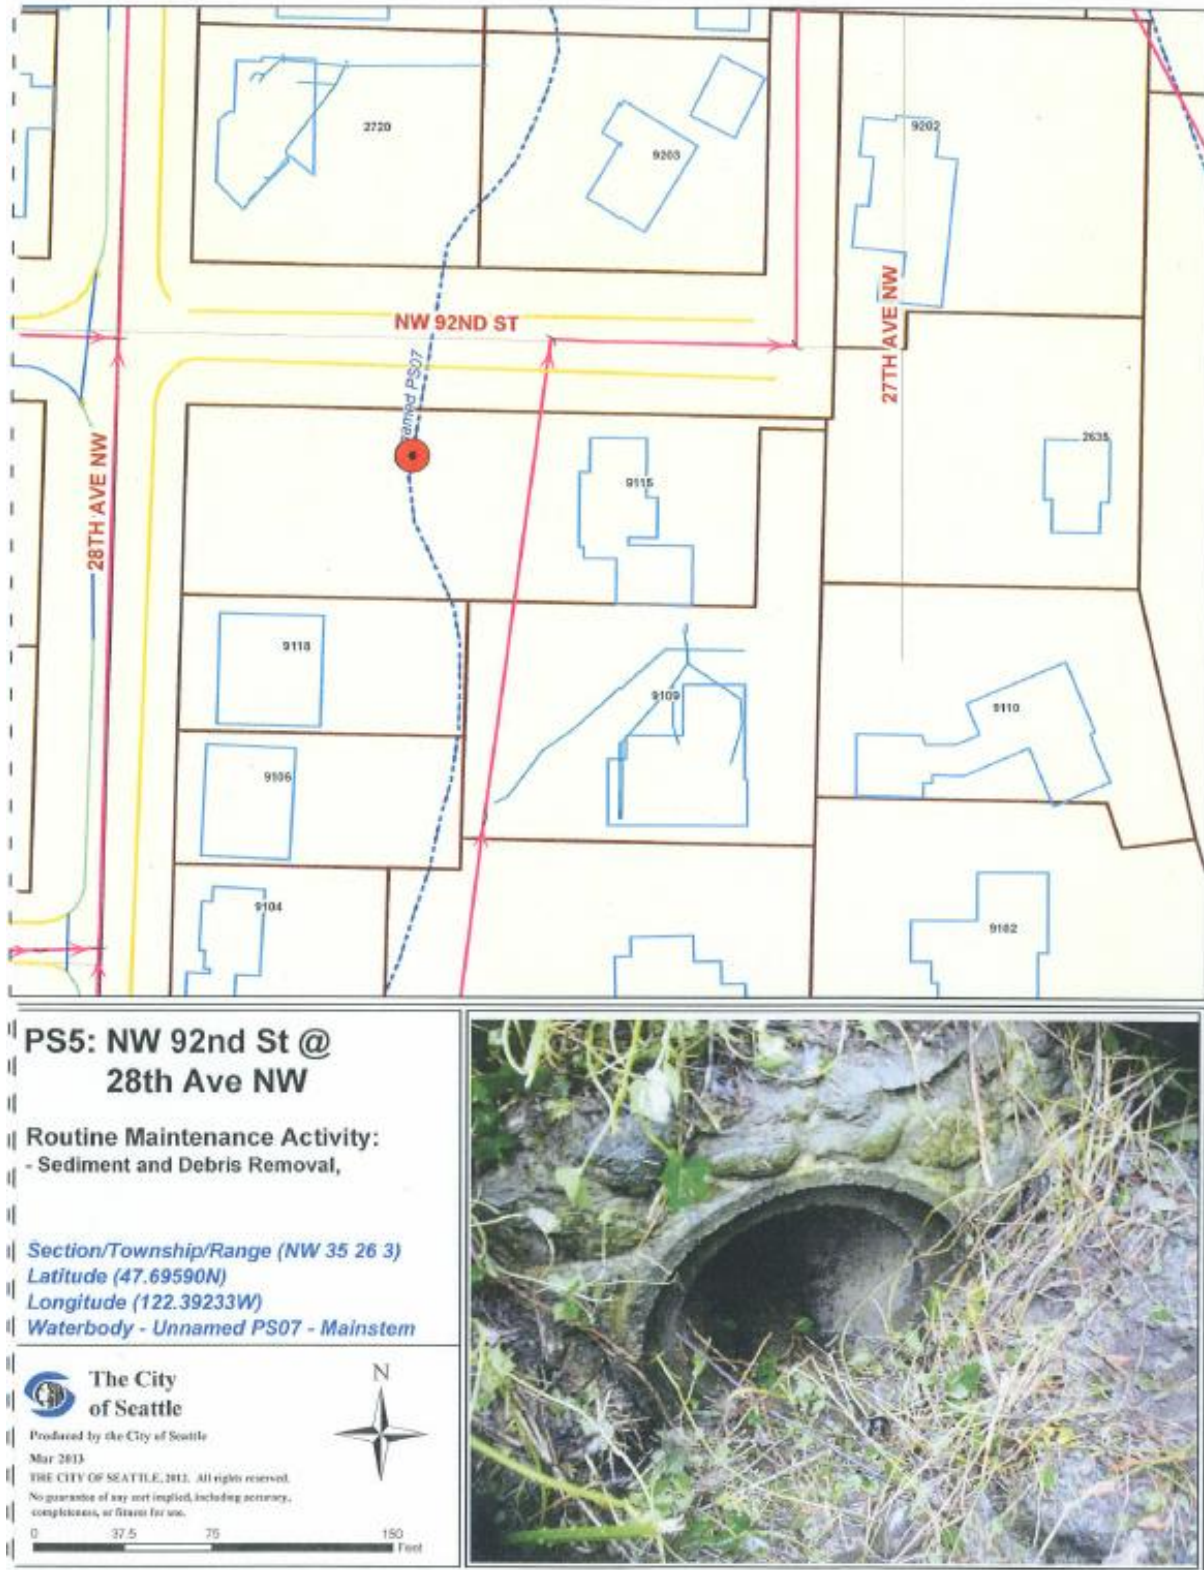 2720
9203
9202
NW 92ND ST
27TH AVE NW
amed PS07
28TH AVE NW
9115
2635
9118
9109
9110
9106
9104
9102
PS5: NW 92nd St @
28th Ave NW
Routine Maintenance Activity:
- Sediment and Debris Removal,
Section/Township/Range (NW 35 26 3)
Latitude (47.69590N)
Longitude (122.39233W)
Waterbody - Unnamed PS07 - Mainstem
The City
of Seattle
N
Produced by the City of Seattle
Mar 2013
THE CITY OF SEATTLE, 2012. All rights reserved.
No guarantee of any sort implied, including accuracy,
completeness, or fitness for use.
0 37.5 75 150
Feet